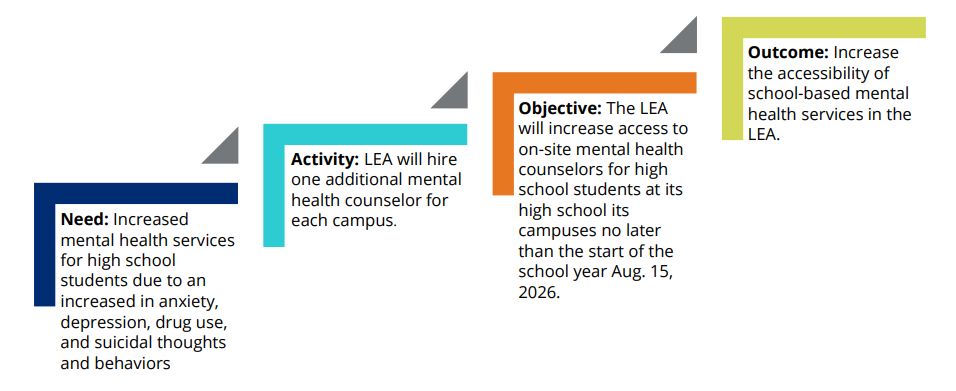 Need: Increased
mental health services
for high school
students due to an
increased in anxiety,
depression, drug use,
and suicidal thoughts
and behaviors
Activity: LEA will hire
one additional mental
health counselor for
each campus.
Objective: The LEA
will increase access to
on-site mental health
counselors for high
school students at its
high school its
campuses no later
than the start of the
school year Aug. 15,
2026.
Outcome: Increase
the accessibility of
school-based mental
health services in the
LEA.